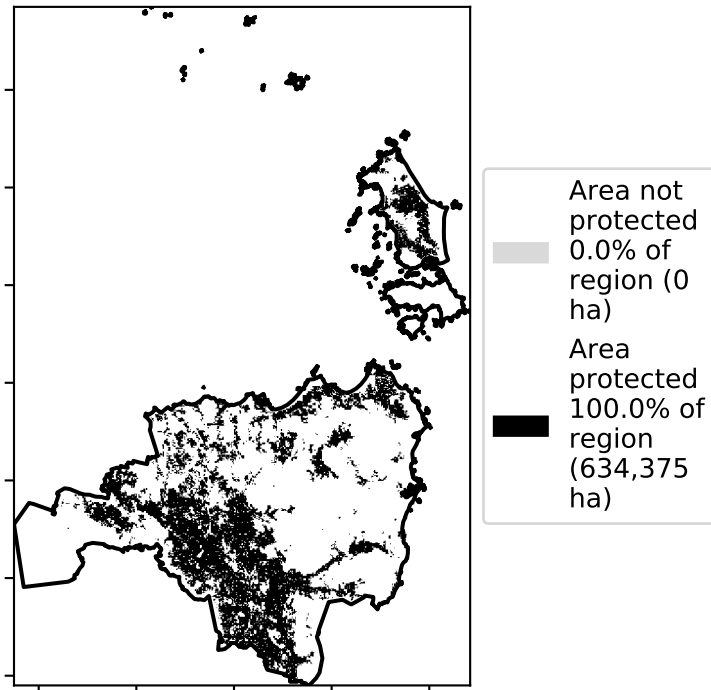 Area not
protected
0.0% of
region (0
ha)
Area
protected
100.0% of
region
(634,375
ha)